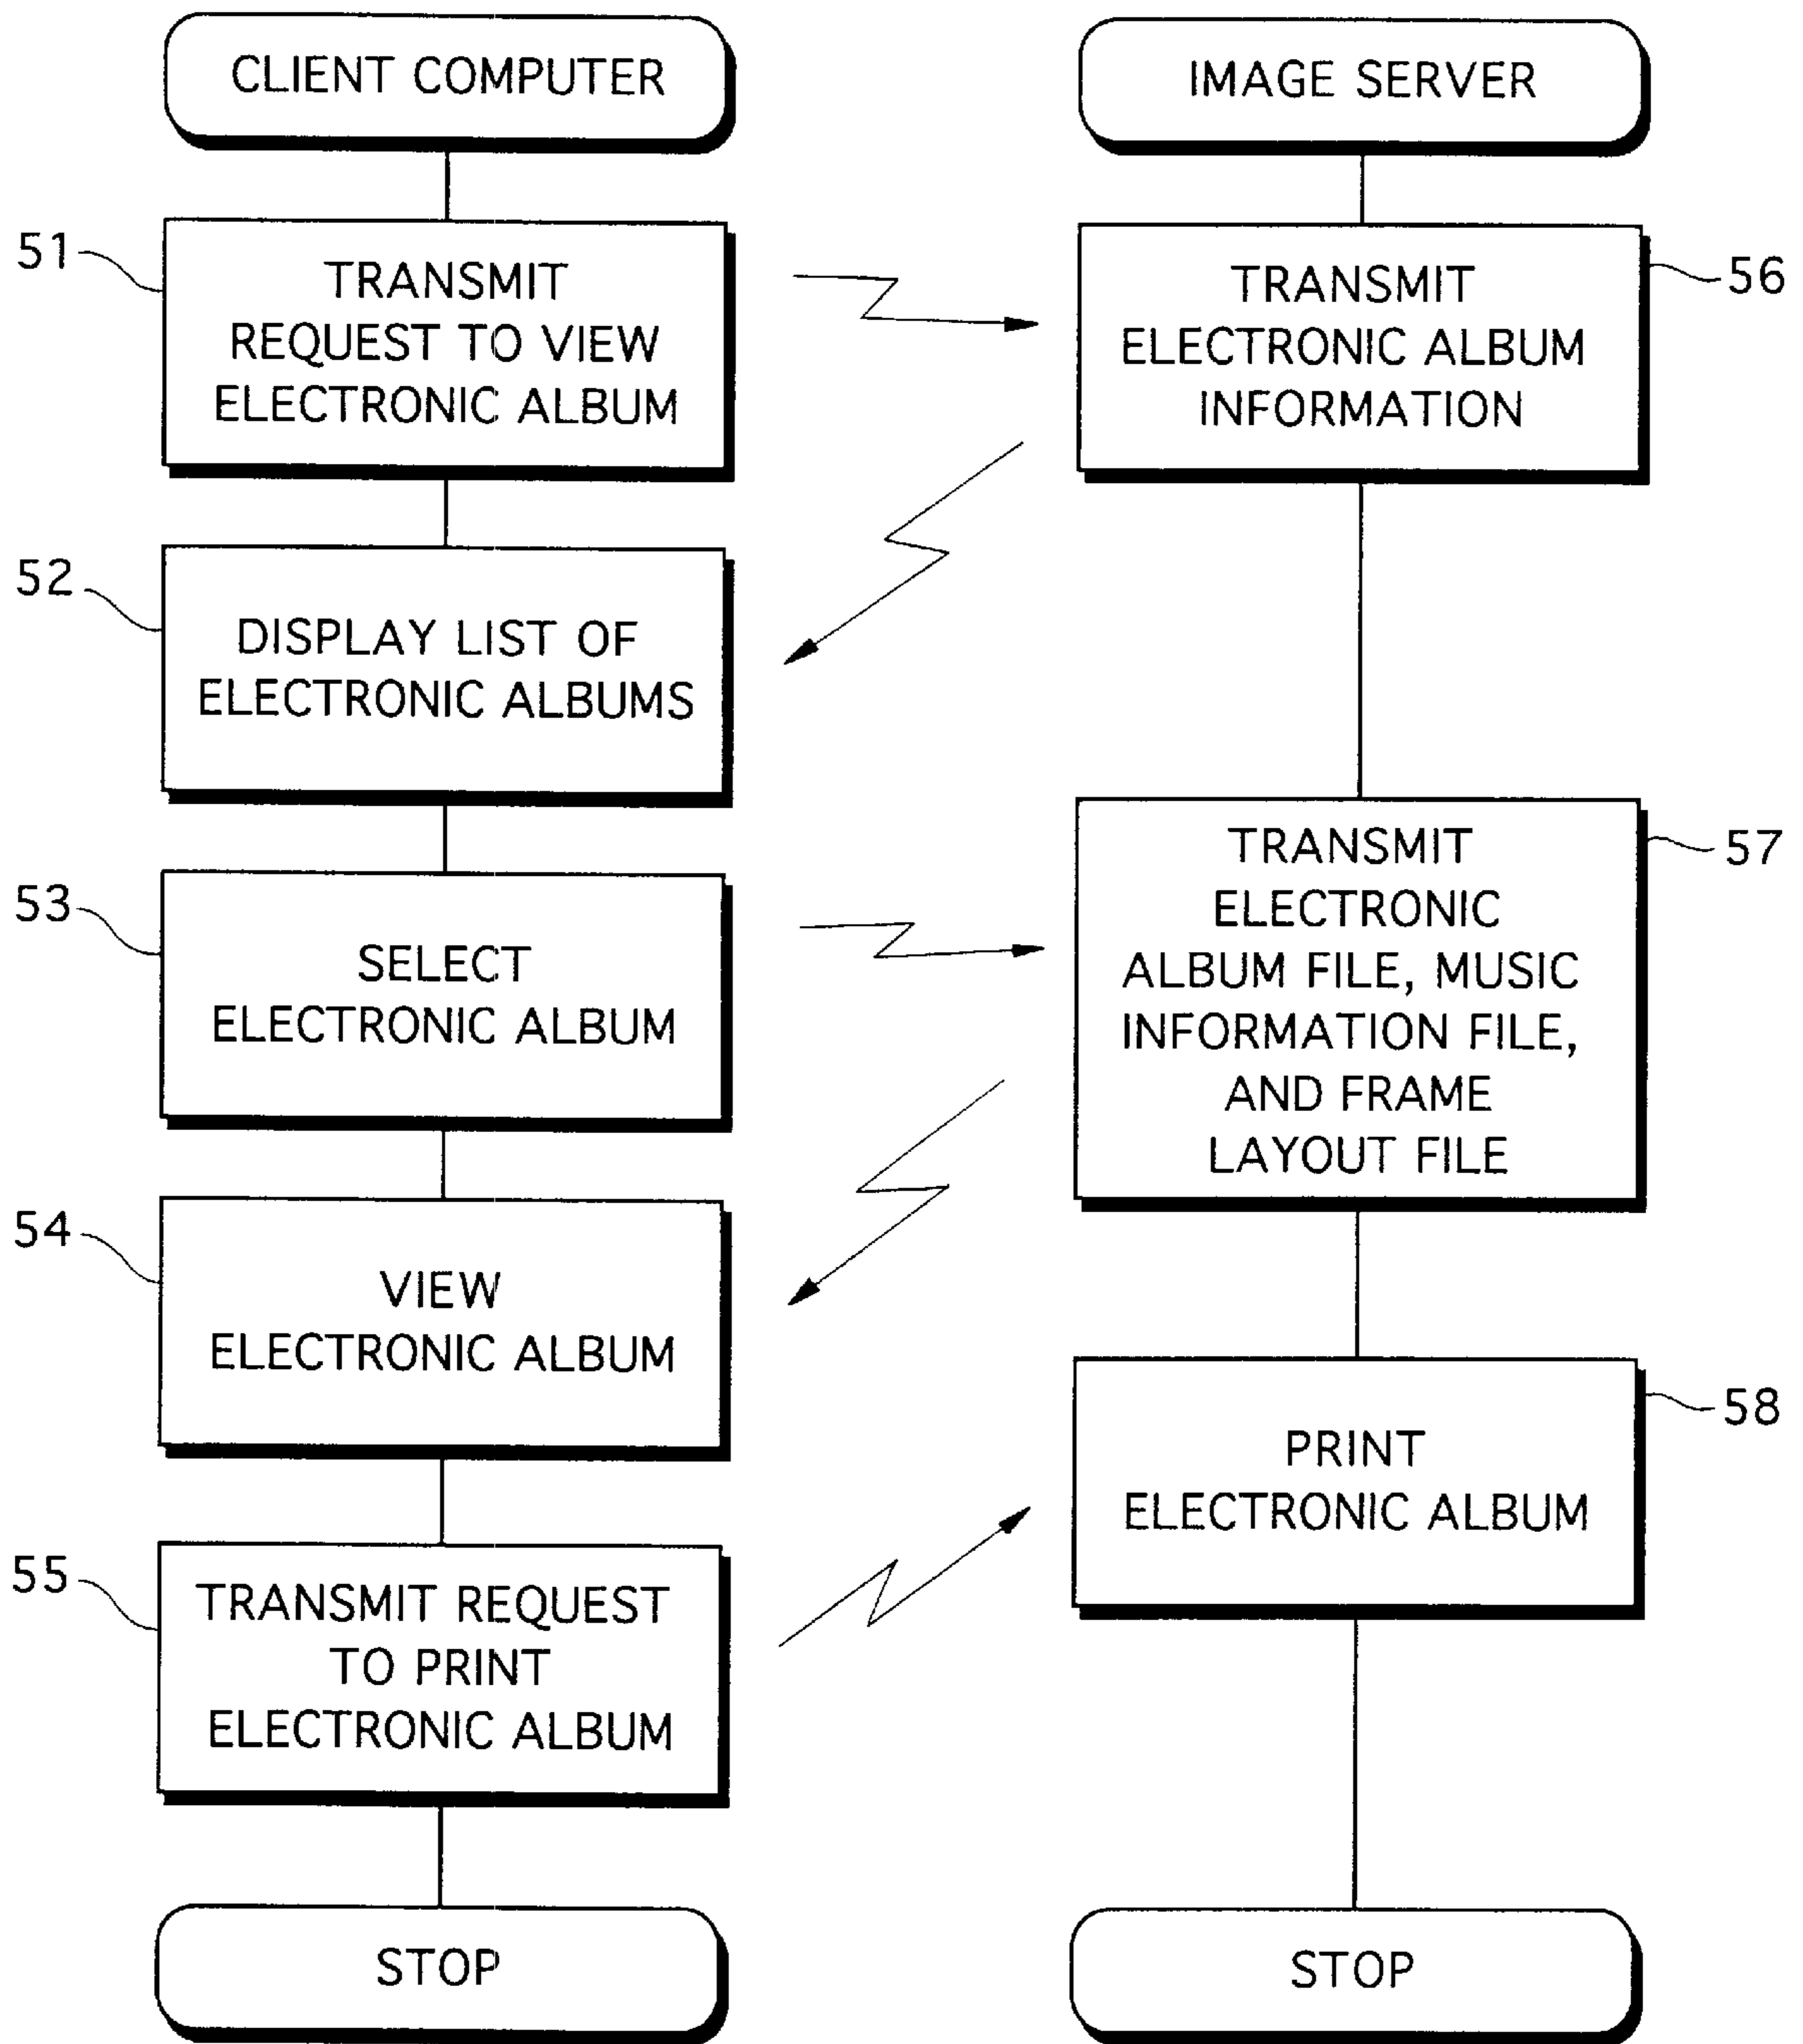 CLIENT COMPUTER
51
TRANSMIT
REQUEST TO VIEW
ELECTRONIC ALBUM
52
DISPLAY LIST OF
ELECTRONIC ALBUMS
53
SELECT
ELECTRONIC ALBUM
54
VIEW
ELECTRONIC ALBUM
55
TRANSMIT REQUEST
TO PRINT
ELECTRONIC ALBUM
STOP
IMAGE SERVER
56
TRANSMIT
ELECTRONIC ALBUM
INFORMATION
57
TRANSMIT
ELECTRONIC
ALBUM FILE, MUSIC
INFORMATION FILE,
AND FRAME
LAYOUT FILE
58
PRINT
ELECTRONIC ALBUM
STOP